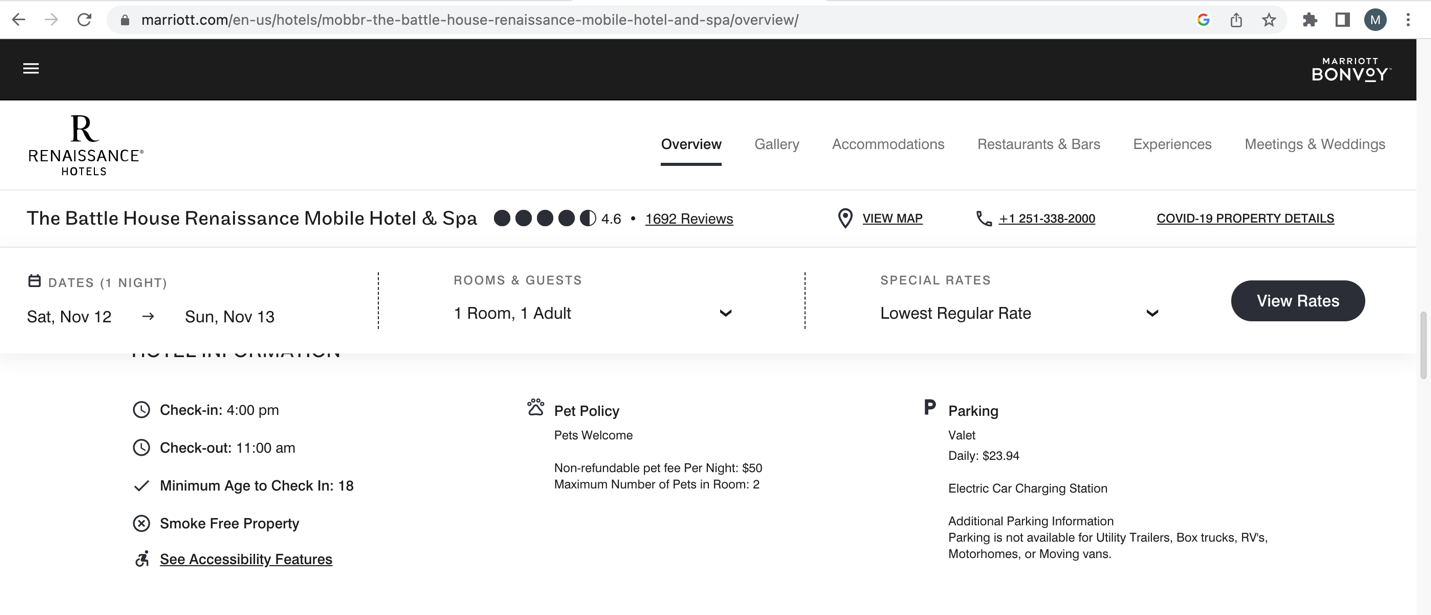 marriott.com/en-us/hotels/mobbr-the-battle-house-renaissance-mobile-hotel-and-spa/overview/
M
MARRIOTT
BONVOY™
R
RENAISSANCE®
HOTELS
Overview
Gallery
Accommodations
Restaurants & Bars
Experiences
Meetings & Weddings
The Battle House Renaissance Mobile Hotel & Spa 4.6 • 1692 Reviews
VIEW MAP
+1 251-338-2000
COVID-19 PROPERTY DETAILS
DATES (1 NIGHT)
Sat, Nov 12 → Sun, Nov 13
ROOMS & GUESTS
1 Room, 1 Adult
SPECIAL RATES
Lowest Regular Rate
View Rates
HOTEL INFORMATION
Check-in: 4:00 pm
Check-out: 11:00 am
Minimum Age to Check In: 18
Smoke Free Property
See Accessibility Features
Pet Policy
Pets Welcome
Non-refundable pet fee Per Night: $50
Maximum Number of Pets in Room: 2
P Parking
Valet
Daily: $23.94
Electric Car Charging Station
Additional Parking Information
Parking is not available for Utility Trailers, Box trucks, RV's,
Motorhomes, or Moving vans.